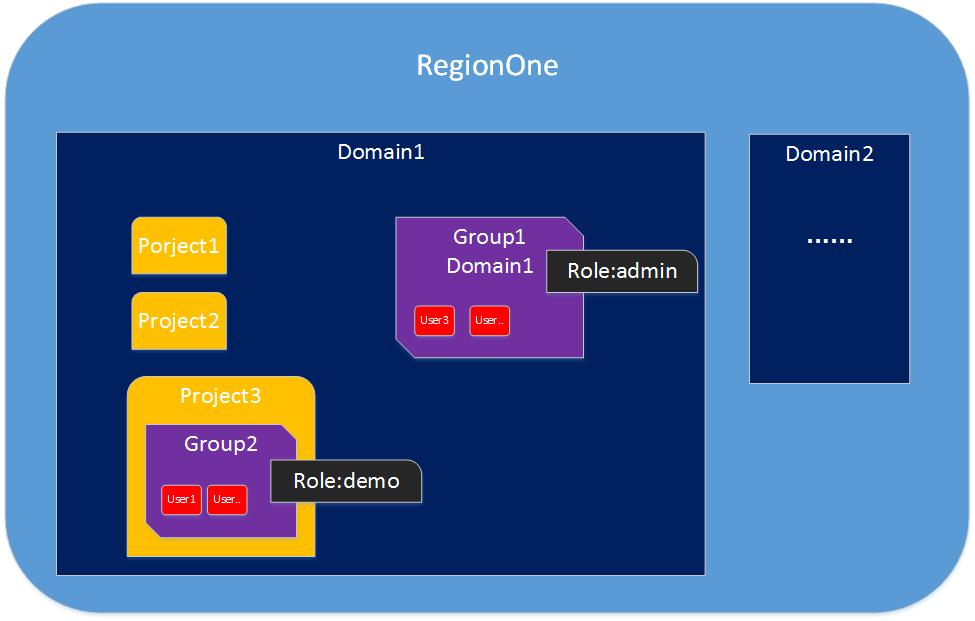 RegionOne
Domain1
Domain2
......
Porject1
Group1
Domain1
Role:admin
User3
User..
Project2
Project3
Group2
Role:demo
User1
User..